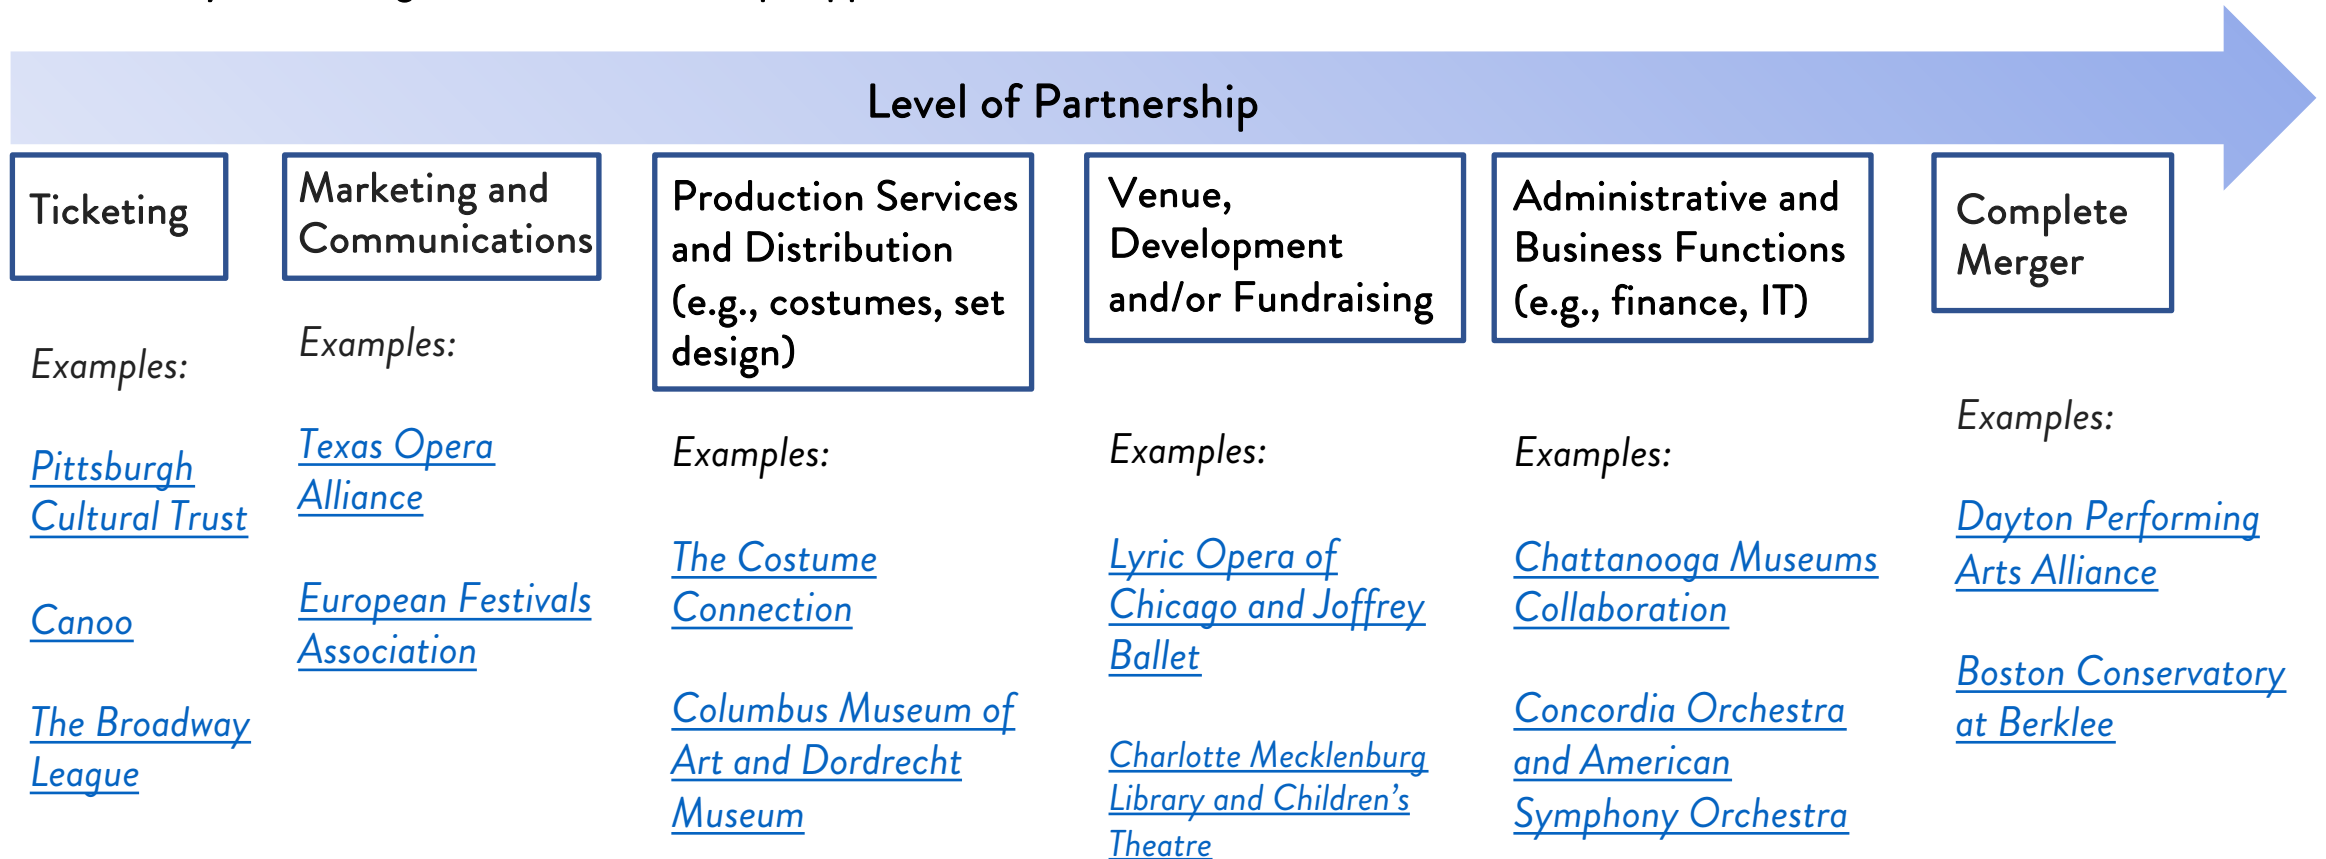 Level of Partnership
Ticketing
Examples:
Pittsburgh
Cultural Trust
Canoo
The Broadway
League
Marketing and
Communications
Examples:
Texas Opera
Alliance
European Festivals
Association
Production Services
and Distribution
(e.g., costumes, set
design)
Examples:
The Costume
Connection
Columbus Museum of
Art and Dordrecht
Museum
Venue,
Development
and/or Fundraising
Examples:
Lyric Opera of
Chicago and Joffrey
Ballet
Charlotte Mecklenburg
Library and Children’s
Theatre
Administrative and
Business Functions
(e.g., finance, IT)
Examples:
Chattanooga Museums
Collaboration
Concordia Orchestra
and American
Symphony Orchestra
Complete
Merger
Examples:
Dayton Performing
Arts Alliance
Boston Conservatory
at Berklee